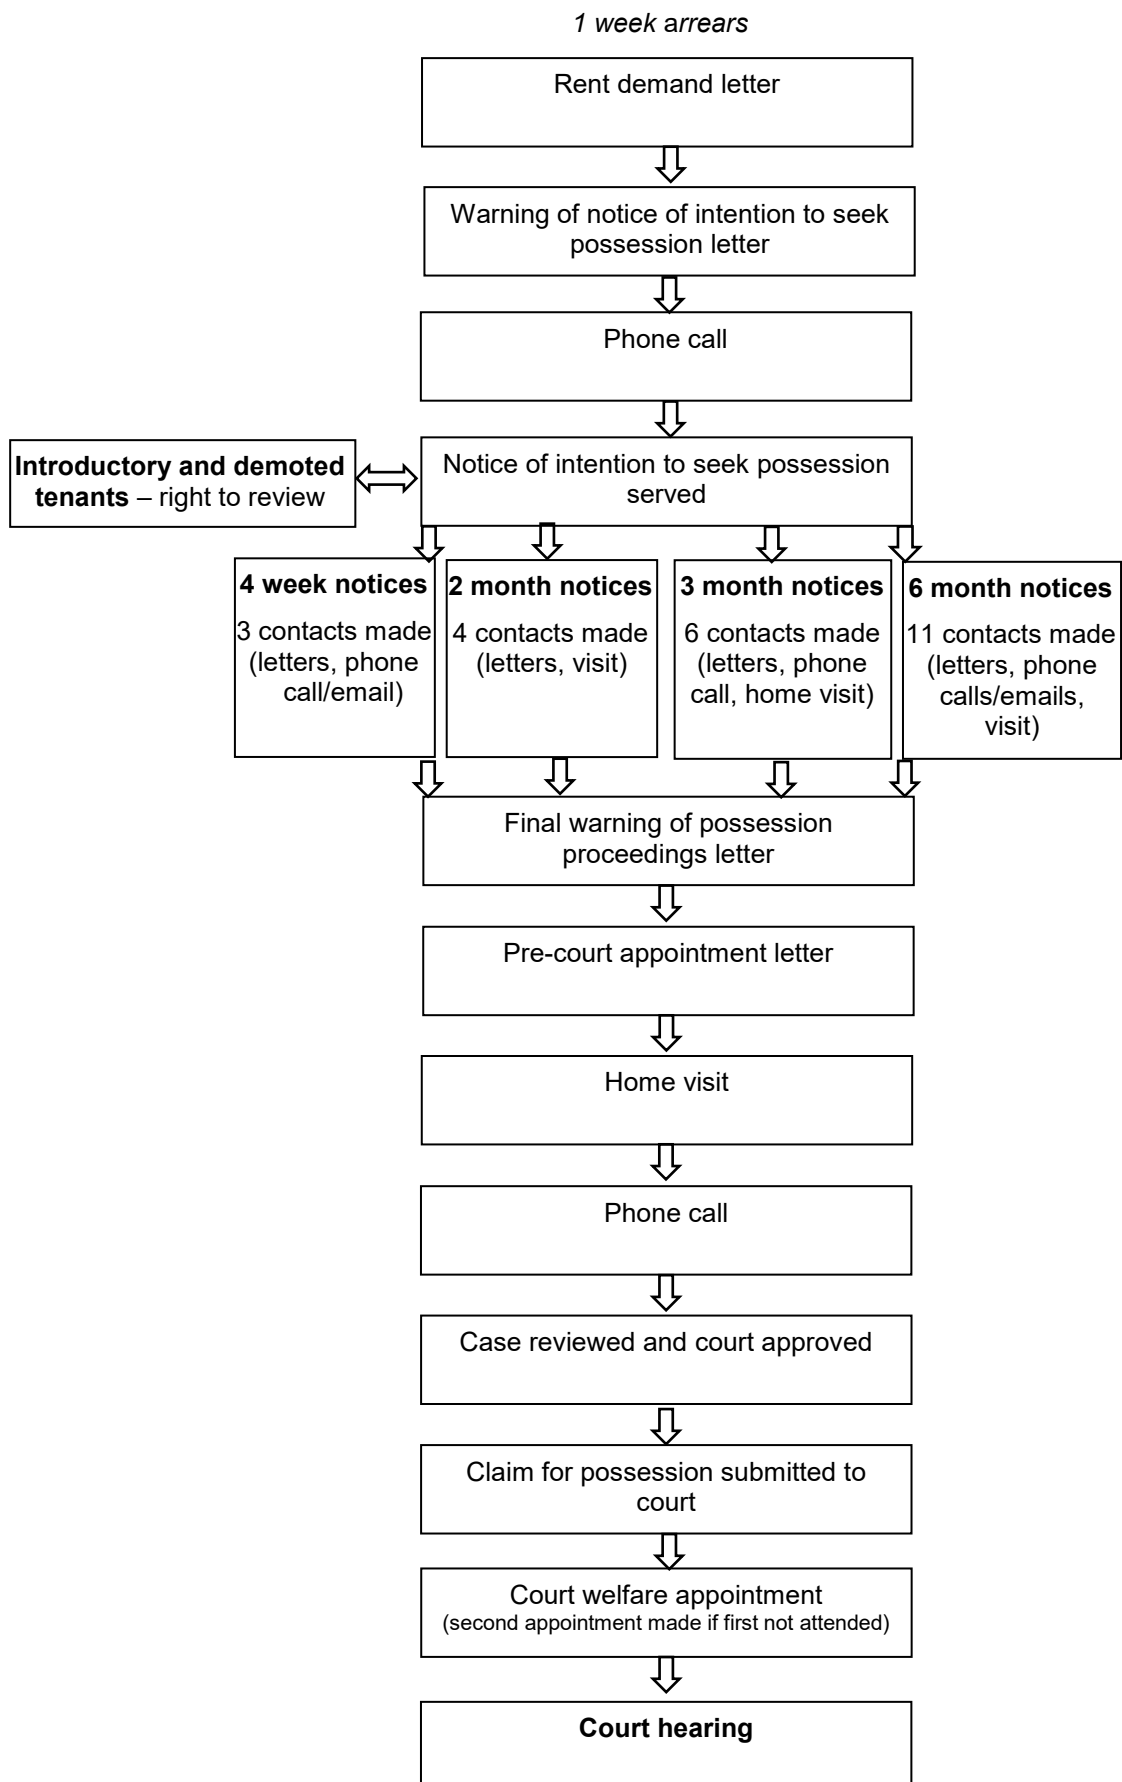 1 week arrears
Rent demand letter
Warning of notice of intention to seek
possession letter
Phone call
Introductory and demoted
tenants – right to review
Notice of intention to seek possession
served
4 week notices
3 contacts made
(letters, phone
call/email)
2 month notices
4 contacts made
(letters, visit)
3 month notices
6 contacts made
(letters, phone
call, home visit)
6 month notices
11 contacts made
(letters, phone
calls/emails,
visit)
Final warning of possession
proceedings letter
Pre-court appointment letter
Home visit
Phone call
Case reviewed and court approved
Claim for possession submitted to
court
Court welfare appointment
(second appointment made if first not attended)
Court hearing